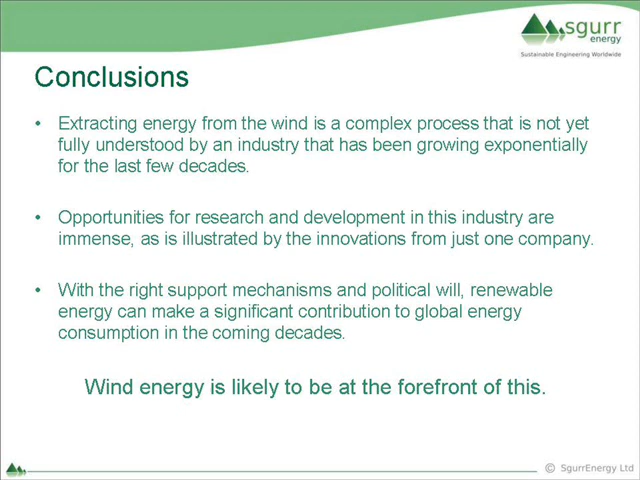 sgurr
energy
Sustainable Engineering Worldwide
Conclusions
• Extracting energy from the wind is a complex process that is not yet
fully understood by an industry that has been growing exponentially
for the last few decades.
• Opportunities for research and development in this industry are
immense, as is illustrated by the innovations from just one company.
• With the right support mechanisms and political will, renewable
energy can make a significant contribution to global energy
consumption in the coming decades.
Wind energy is likely to be at the forefront of this.
© SgurrEnergy Ltd